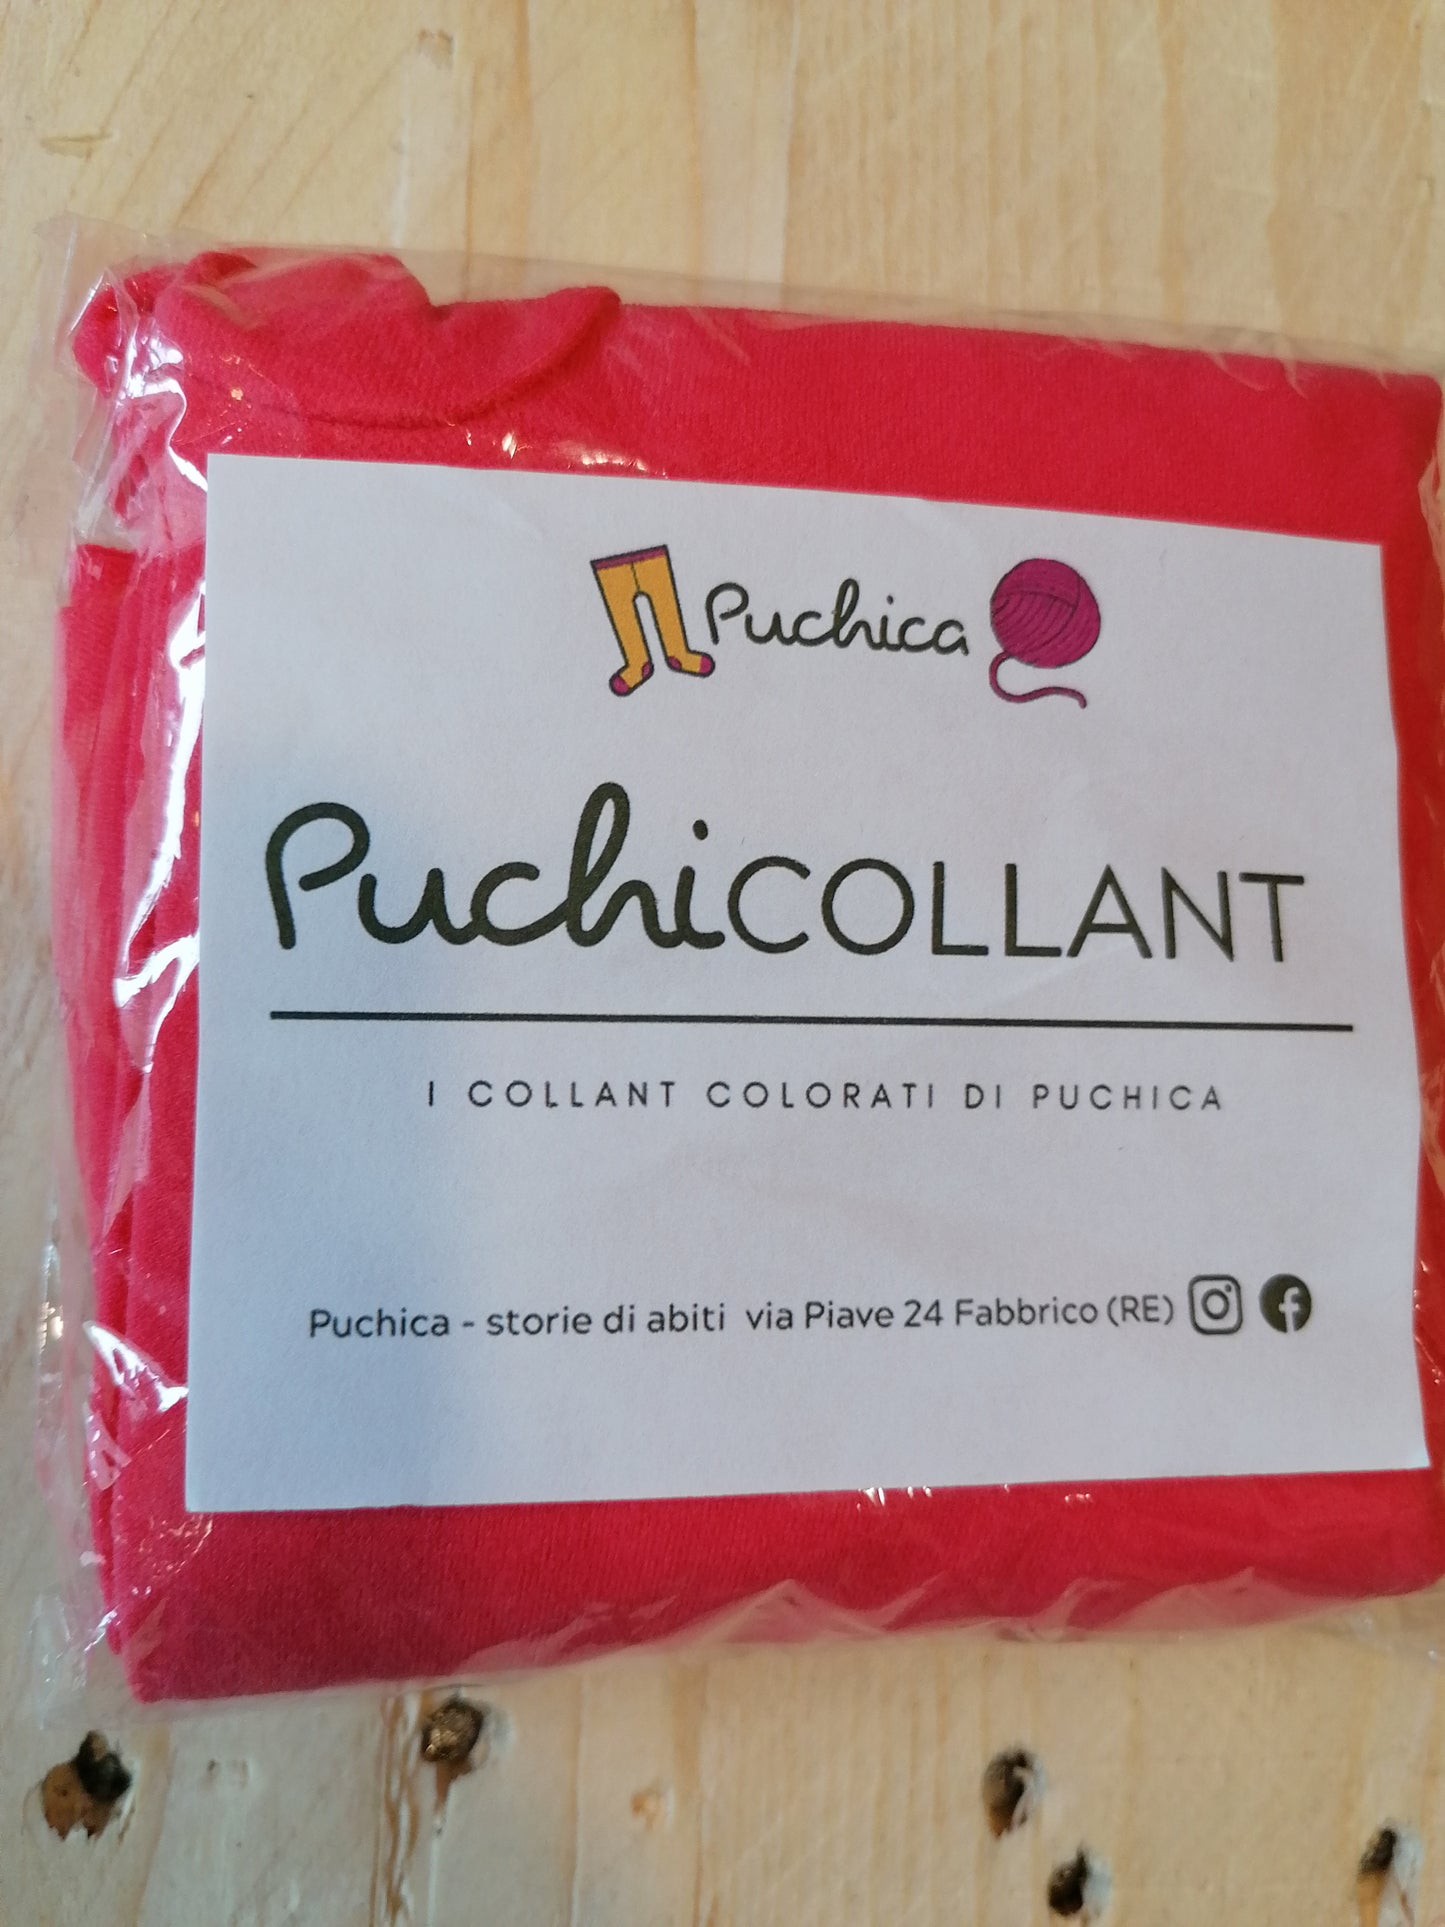 Puchica
PuchiCOLLANT
I COLLANT COLORATI DI PUCHICA
Puchica - storie di abiti via Piave 24 Fabbrico (RE)